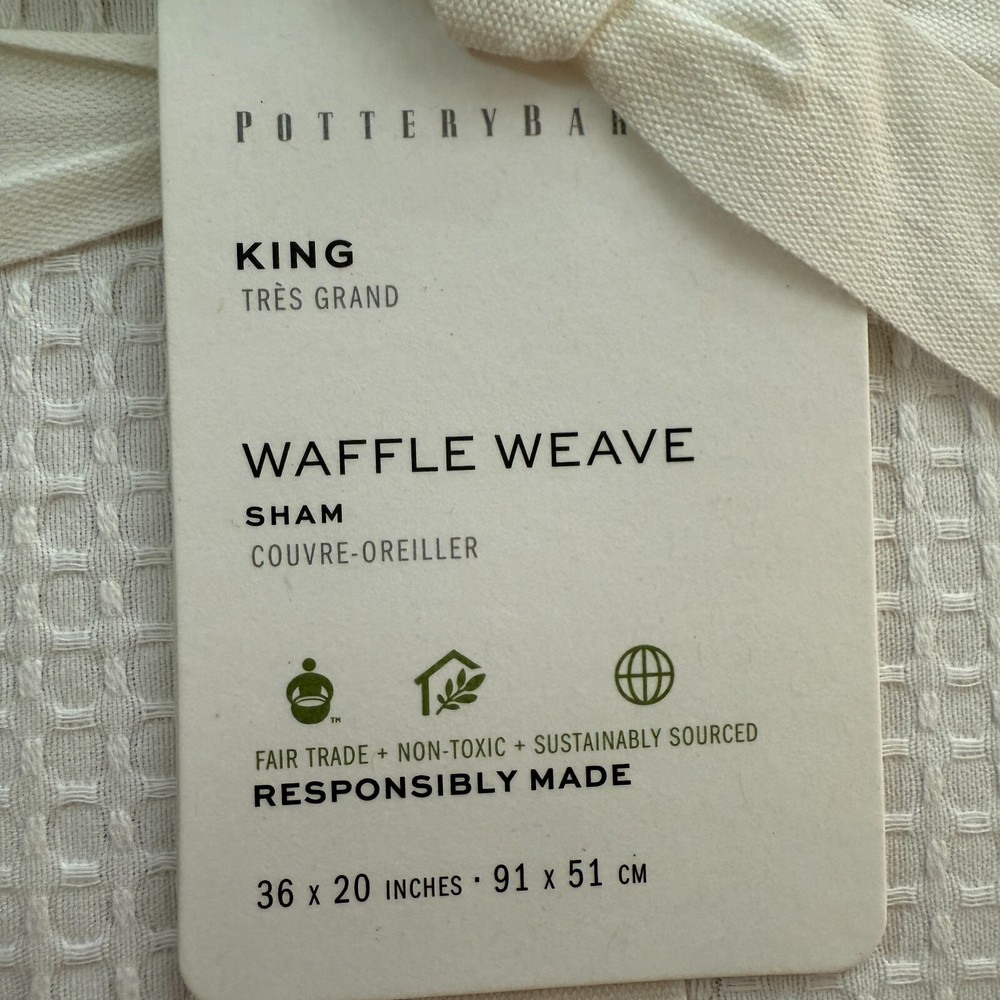 POTTERYBAR
KING
TRÈS GRAND
WAFFLE WEAVE
SHAM
COUVRE-OREILLER
TM
FAIR TRADE + NON-TOXIC + SUSTAINABLY SOURCED
RESPONSIBLY MADE
36 x 20 INCHES · 91 x 51 CM